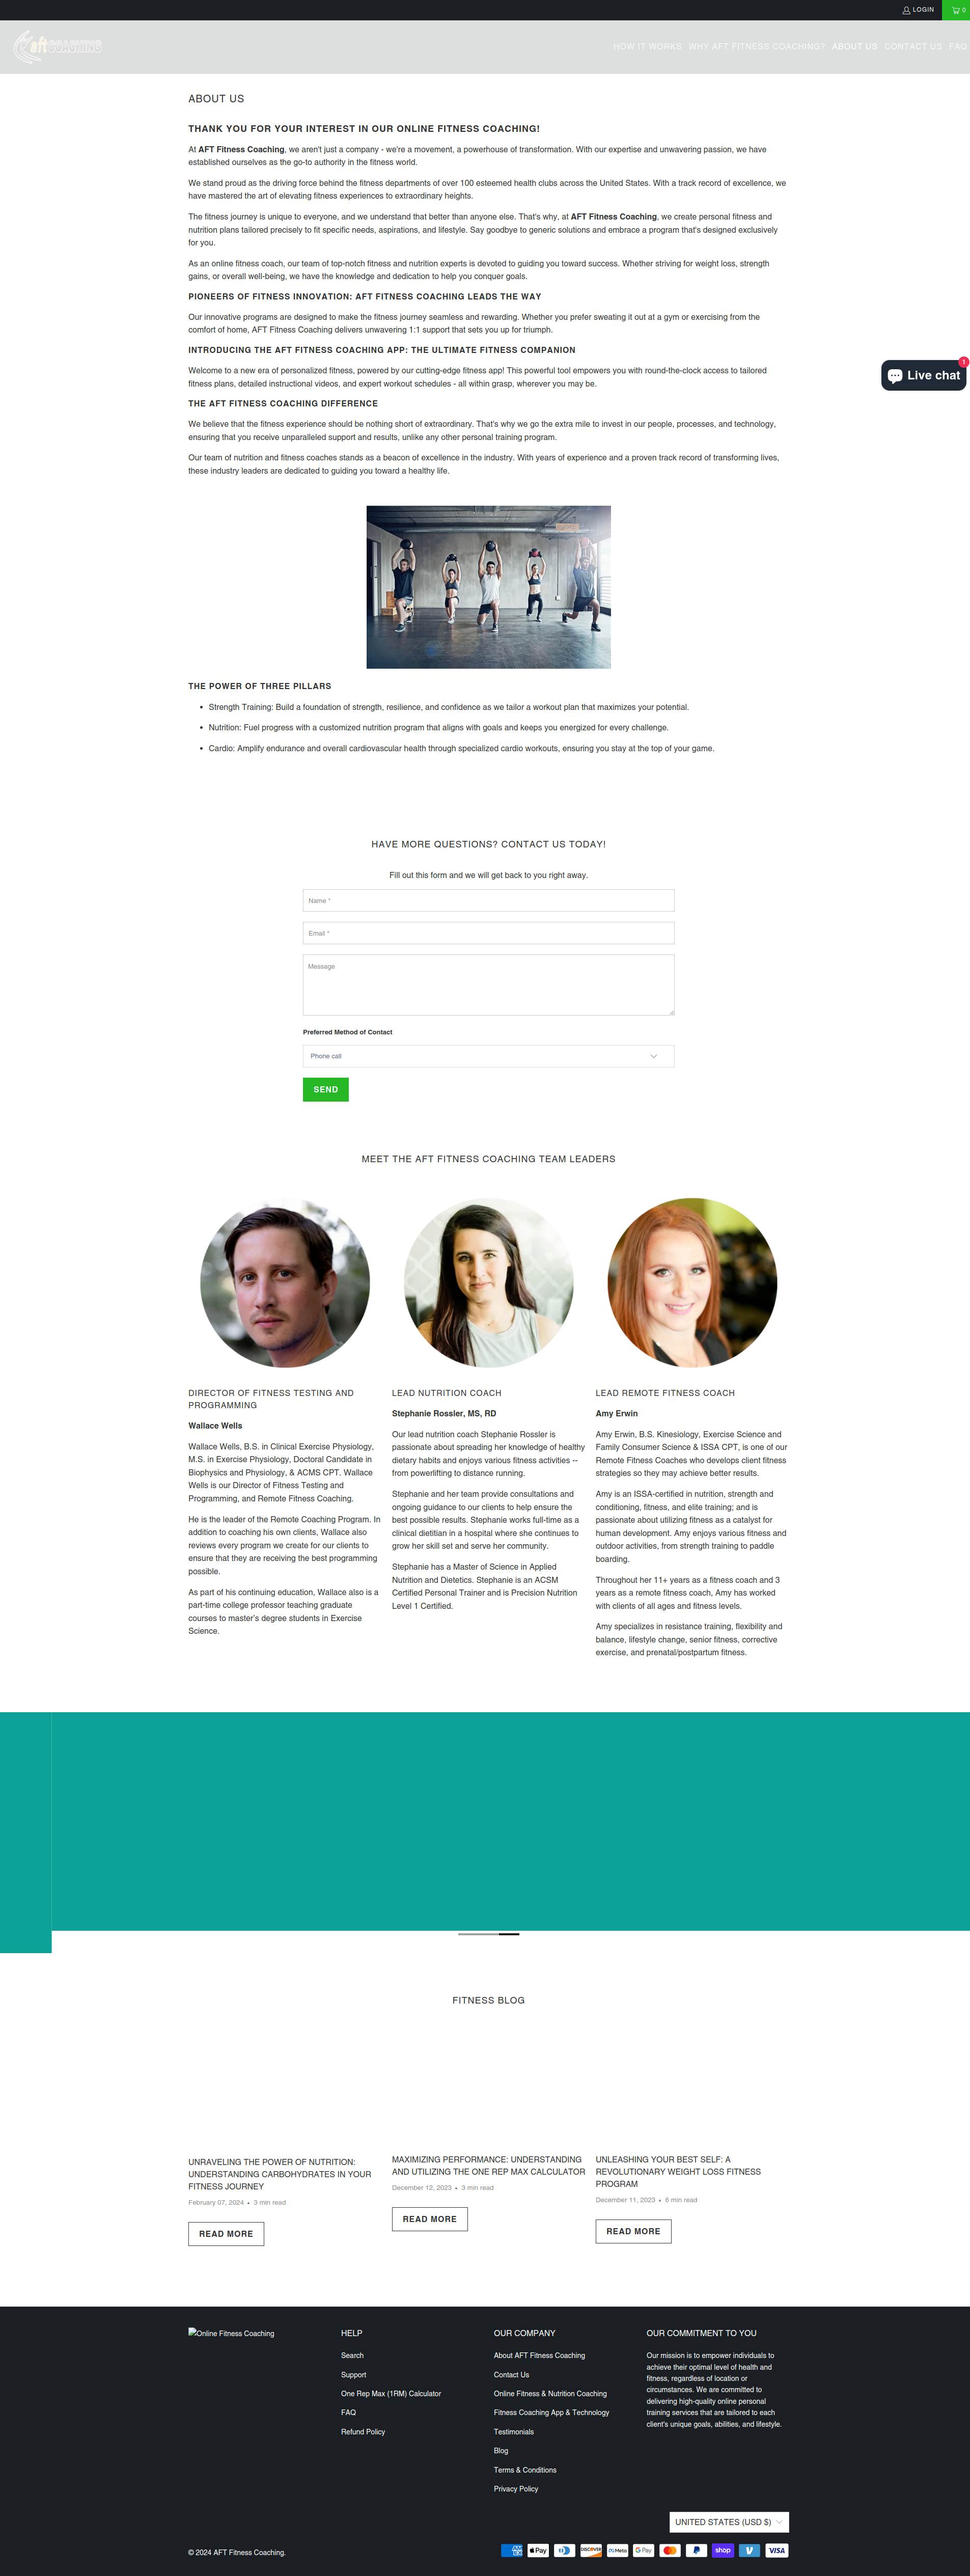 LOGIN
0
aft
COACHING
HOW IT WORKS WHY AFT FITNESS COACHING? ABOUT US CONTACT US FAQ
ABOUT US
THANK YOU FOR YOUR INTEREST IN OUR ONLINE FITNESS COACHING!
At AFT Fitness Coaching, we aren't just a company - we're a movement, a powerhouse of transformation. With our expertise and unwavering passion, we have
established ourselves as the go-to authority in the fitness world.
We stand proud as the driving force behind the fitness departments of over 100 esteemed health clubs across the United States. With a track record of excellence, we
have mastered the art of elevating fitness experiences to extraordinary heights.
The fitness journey is unique to everyone, and we understand that better than anyone else. That's why, at AFT Fitness Coaching, we create personal fitness and
nutrition plans tailored precisely to fit specific needs, aspirations, and lifestyle. Say goodbye to generic solutions and embrace a program that's designed exclusively
for you.
As an online fitness coach, our team of top-notch fitness and nutrition experts is devoted to guiding you toward success. Whether striving for weight loss, strength
gains, or overall well-being, we have the knowledge and dedication to help you conquer goals.
PIONEERS OF FITNESS INNOVATION: AFT FITNESS COACHING LEADS THE WAY
Our innovative programs are designed to make the fitness journey seamless and rewarding. Whether you prefer sweating it out at a gym or exercising from the
comfort of home, AFT Fitness Coaching delivers unwavering 1:1 support that sets you up for triumph.
INTRODUCING THE AFT FITNESS COACHING APP: THE ULTIMATE FITNESS COMPANION
Welcome to a new era of personalized fitness, powered by our cutting-edge fitness app! This powerful tool empowers you with round-the-clock access to tailored
fitness plans, detailed instructional videos, and expert workout schedules - all within grasp, wherever you may be.
1
Live chat
THE AFT FITNESS COACHING DIFFERENCE
We believe that the fitness experience should be nothing short of extraordinary. That's why we go the extra mile to invest in our people, processes, and technology,
ensuring that you receive unparalleled support and results, unlike any other personal training program.
Our team of nutrition and fitness coaches stands as a beacon of excellence in the industry. With years of experience and a proven track record of transforming lives,
these industry leaders are dedicated to guiding you toward a healthy life.
THE POWER OF THREE PILLARS
• Strength Training: Build a foundation of strength, resilience, and confidence as we tailor a workout plan that maximizes your potential.
• Nutrition: Fuel progress with a customized nutrition program that aligns with goals and keeps you energized for every challenge.
• Cardio: Amplify endurance and overall cardiovascular health through specialized cardio workouts, ensuring you stay at the top of your game.
HAVE MORE QUESTIONS? CONTACT US TODAY!
Fill out this form and we will get back to you right away.
Name *
Email *
Message
Preferred Method of Contact
Phone call
SEND
MEET THE AFT FITNESS COACHING TEAM LEADERS
DIRECTOR OF FITNESS TESTING AND
PROGRAMMING
Wallace Wells
Wallace Wells, B.S. in Clinical Exercise Physiology,
M.S. in Exercise Physiology, Doctoral Candidate in
Biophysics and Physiology, & ACMS CPT. Wallace
Wells is our Director of Fitness Testing and
Programming, and Remote Fitness Coaching.
He is the leader of the Remote Coaching Program. In
addition to coaching his own clients, Wallace also
reviews every program we create for our clients to
ensure that they are receiving the best programming
possible.
As part of his continuing education, Wallace also is a
part-time college professor teaching graduate
courses to master's degree students in Exercise
Science.
LEAD NUTRITION COACH
Stephanie Rossler, MS, RD
Our lead nutrition coach Stephanie Rossler is
passionate about spreading her knowledge of healthy
dietary habits and enjoys various fitness activities --
from powerlifting to distance running.
Stephanie and her team provide consultations and
ongoing guidance to our clients to help ensure the
best possible results. Stephanie works full-time as a
clinical dietitian in a hospital where she continues to
grow her skill set and serve her community.
Stephanie has a Master of Science in Applied
Nutrition and Dietetics. Stephanie is an ACSM
Certified Personal Trainer and is Precision Nutrition
Level 1 Certified.
LEAD REMOTE FITNESS COACH
Amy Erwin
Amy Erwin, B.S. Kinesiology, Exercise Science and
Family Consumer Science & ISSA CPT, is one of our
Remote Fitness Coaches who develops client fitness
strategies so they may achieve better results.
Amy is an ISSA-certified in nutrition, strength and
conditioning, fitness, and elite training; and is
passionate about utilizing fitness as a catalyst for
human development. Amy enjoys various fitness and
outdoor activities, from strength training to paddle
boarding.
Throughout her 11+ years as a fitness coach and 3
years as a remote fitness coach, Amy has worked
with clients of all ages and fitness levels.
Amy specializes in resistance training, flexibility and
balance, lifestyle change, senior fitness, corrective
exercise, and prenatal/postpartum fitness.
FITNESS BLOG
UNRAVELING THE POWER OF NUTRITION:
UNDERSTANDING CARBOHYDRATES IN YOUR
FITNESS JOURNEY
February 07, 2024 • 3 min read
READ MORE
MAXIMIZING PERFORMANCE: UNDERSTANDING
AND UTILIZING THE ONE REP MAX CALCULATOR
December 12, 2023 • 3 min read
READ MORE
UNLEASHING YOUR BEST SELF: A
REVOLUTIONARY WEIGHT LOSS FITNESS
PROGRAM
December 11, 2023 • 6 min read
READ MORE
Online Fitness Coaching
HELP
Search
Support
One Rep Max (1RM) Calculator
FAQ
Refund Policy
OUR COMPANY
About AFT Fitness Coaching
Contact Us
Online Fitness & Nutrition Coaching
Fitness Coaching App & Technology
Testimonials
Blog
Terms & Conditions
Privacy Policy
OUR COMMITMENT TO YOU
Our mission is to empower individuals to
achieve their optimal level of health and
fitness, regardless of location or
circumstances. We are committed to
delivering high-quality online personal
training services that are tailored to each
client's unique goals, abilities, and lifestyle.
UNITED STATES (USD $)
© 2024 AFT Fitness Coaching.
Pay DISCOVER Meta G Pay shop VISA